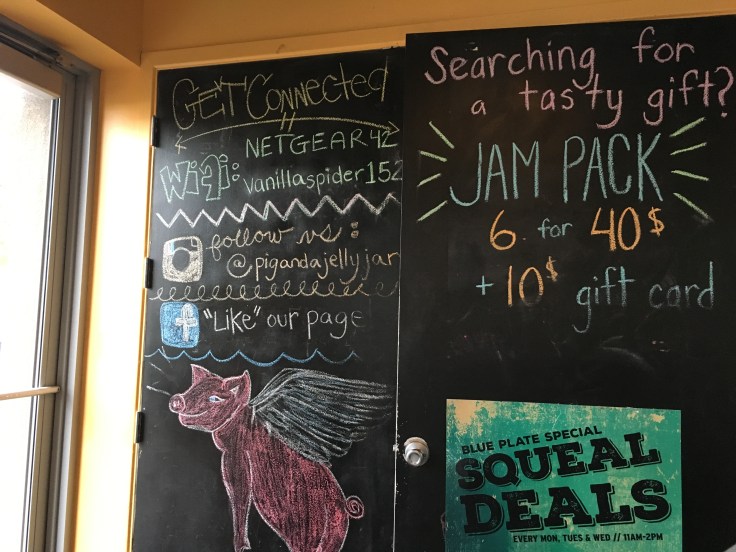 GET Connected
NETGEAR42
Wifi:
vanillaspider152
follow us:
@pigandajellyjar
"Like" our page
Searching for
a tasty gift?
JAM PACK
6 for 40$
+ 10$ gift card
BLUE PLATE SPECIAL
SQUEAL
DEALS
EVERY MON, TUES & WED // 11AM-2PM